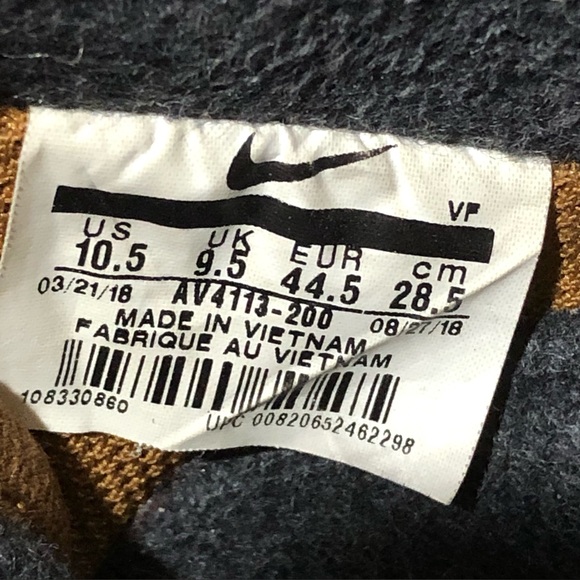 VF
US UK EUR cm
10.5 9.5 44.5 28.5
03/21/18 AV4113-200 08/27/18
MADE IN VIETNAM
FABRIQUE AU VIETNAM
108330860
UPC 00820652462298